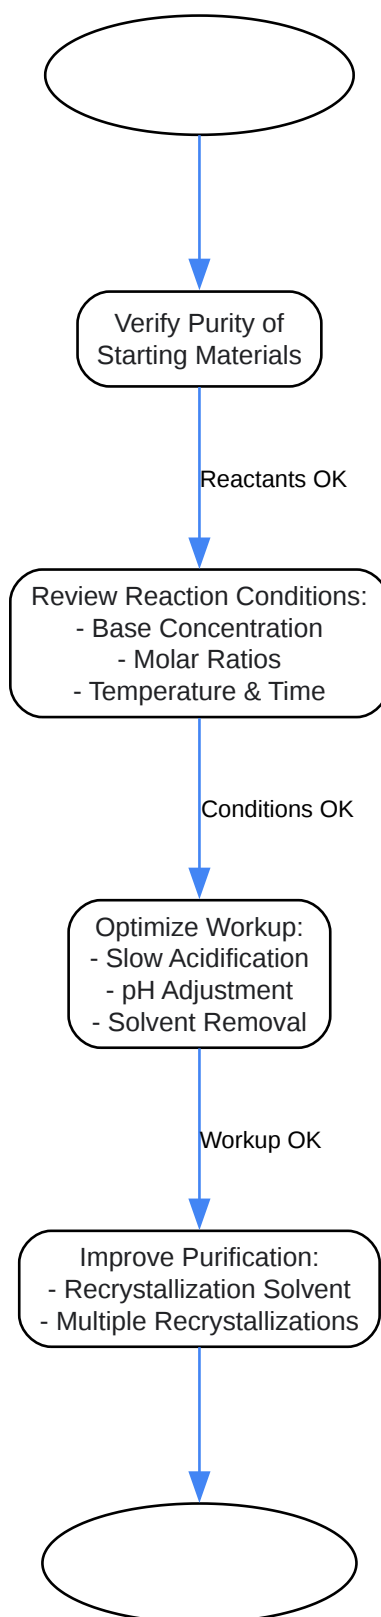 Verify Purity of
Starting Materials
Reactants OK
Review Reaction Conditions:
- Base Concentration
- Molar Ratios
- Temperature & Time
Conditions OK
Optimize Workup:
- Slow Acidification
- pH Adjustment
- Solvent Removal
Workup OK
Improve Purification:
- Recrystallization Solvent
- Multiple Recrystallizations